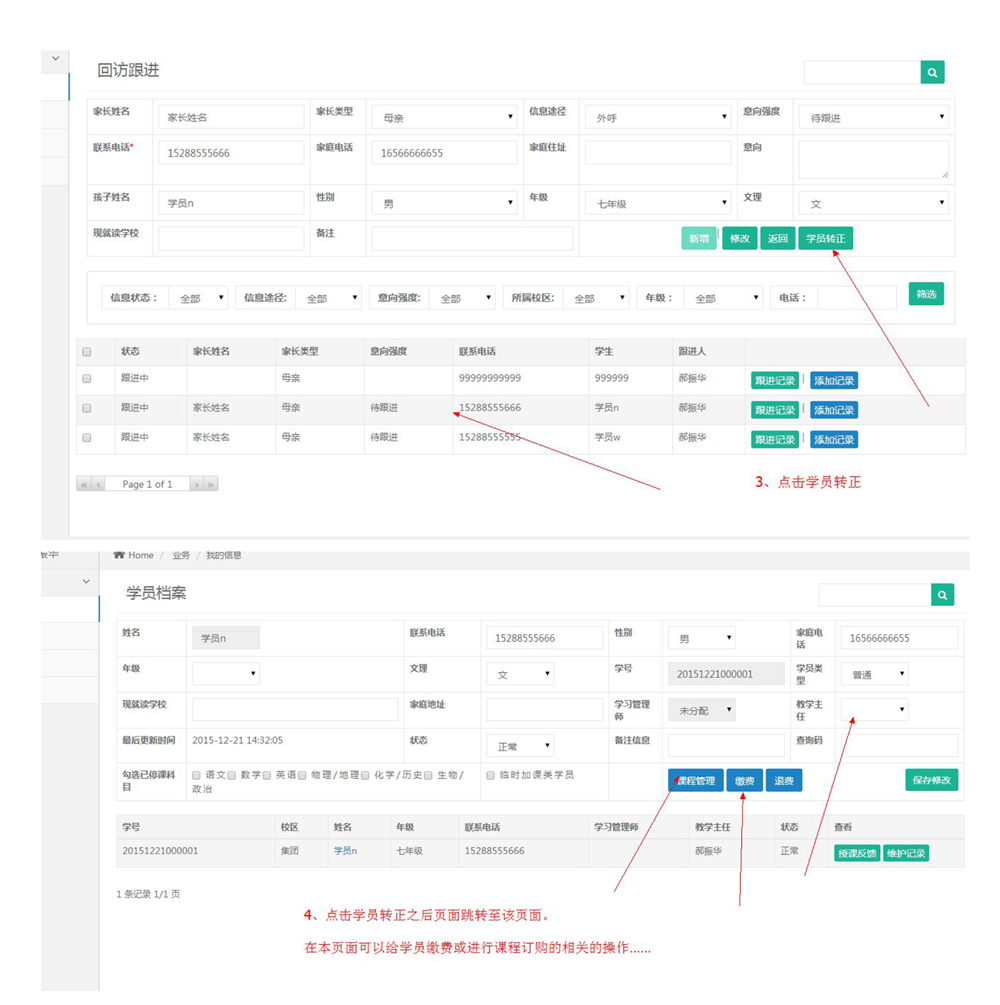 回访跟进
家长姓名 家长姓名 家长类型 母亲 信息途径 外呼 意向强度 待跟进
联系电话* 15288555666 家庭电话 16566666655 家庭住址 意向
孩子姓名 学员n 性别 男 年级 七年级 文理 文
现就读学校 备注 新增 | 修改 返回 学员转正
信息状态: 全部 信息途径: 全部 意向强度: 全部 所属校区: 全部 年级: 全部 电话: 筛选
状态 家长姓名 家长类型 意向强度 联系电话 学生 跟进人
跟进中 母亲 99999999999 999999 郝振华 跟进记录 | 添加记录
跟进中 家长姓名 母亲 待跟进 15288555666 学员n 郝振华 跟进记录 | 添加记录
跟进中 家长姓名 母亲 待跟进 15288555555 学员w 郝振华 跟进记录 | 添加记录
« ‹ Page 1 of 1 › »
3、点击学员转正
Home / 业务 / 我的信息
学员档案
姓名 学员n 联系电话 15288555666 性别 男 家庭电话 16566666655
年级 文理 文 学号 20151221000001 学员类型 普通
现就读学校 家庭地址 学习管理师 未分配 教学主任
最后更新时间 2015-12-21 14:32:05 状态 正常 备注信息 查询码
勾选已停课科目 语文 数学 英语 物理/地理 化学/历史 生物/政治 临时加课类学员 课程管理 缴费 退费 保存修改
学号 校区 姓名 年级 联系电话 学习管理师 教学主任 状态 查看
20151221000001 集团 学员n 七年级 15288555666 郝振华 正常 授课反馈 维护记录
1 条记录 1/1 页
4、点击学员转正之后页面跳转至该页面。
在本页面可以给学员缴费或进行课程订购的相关的操作......